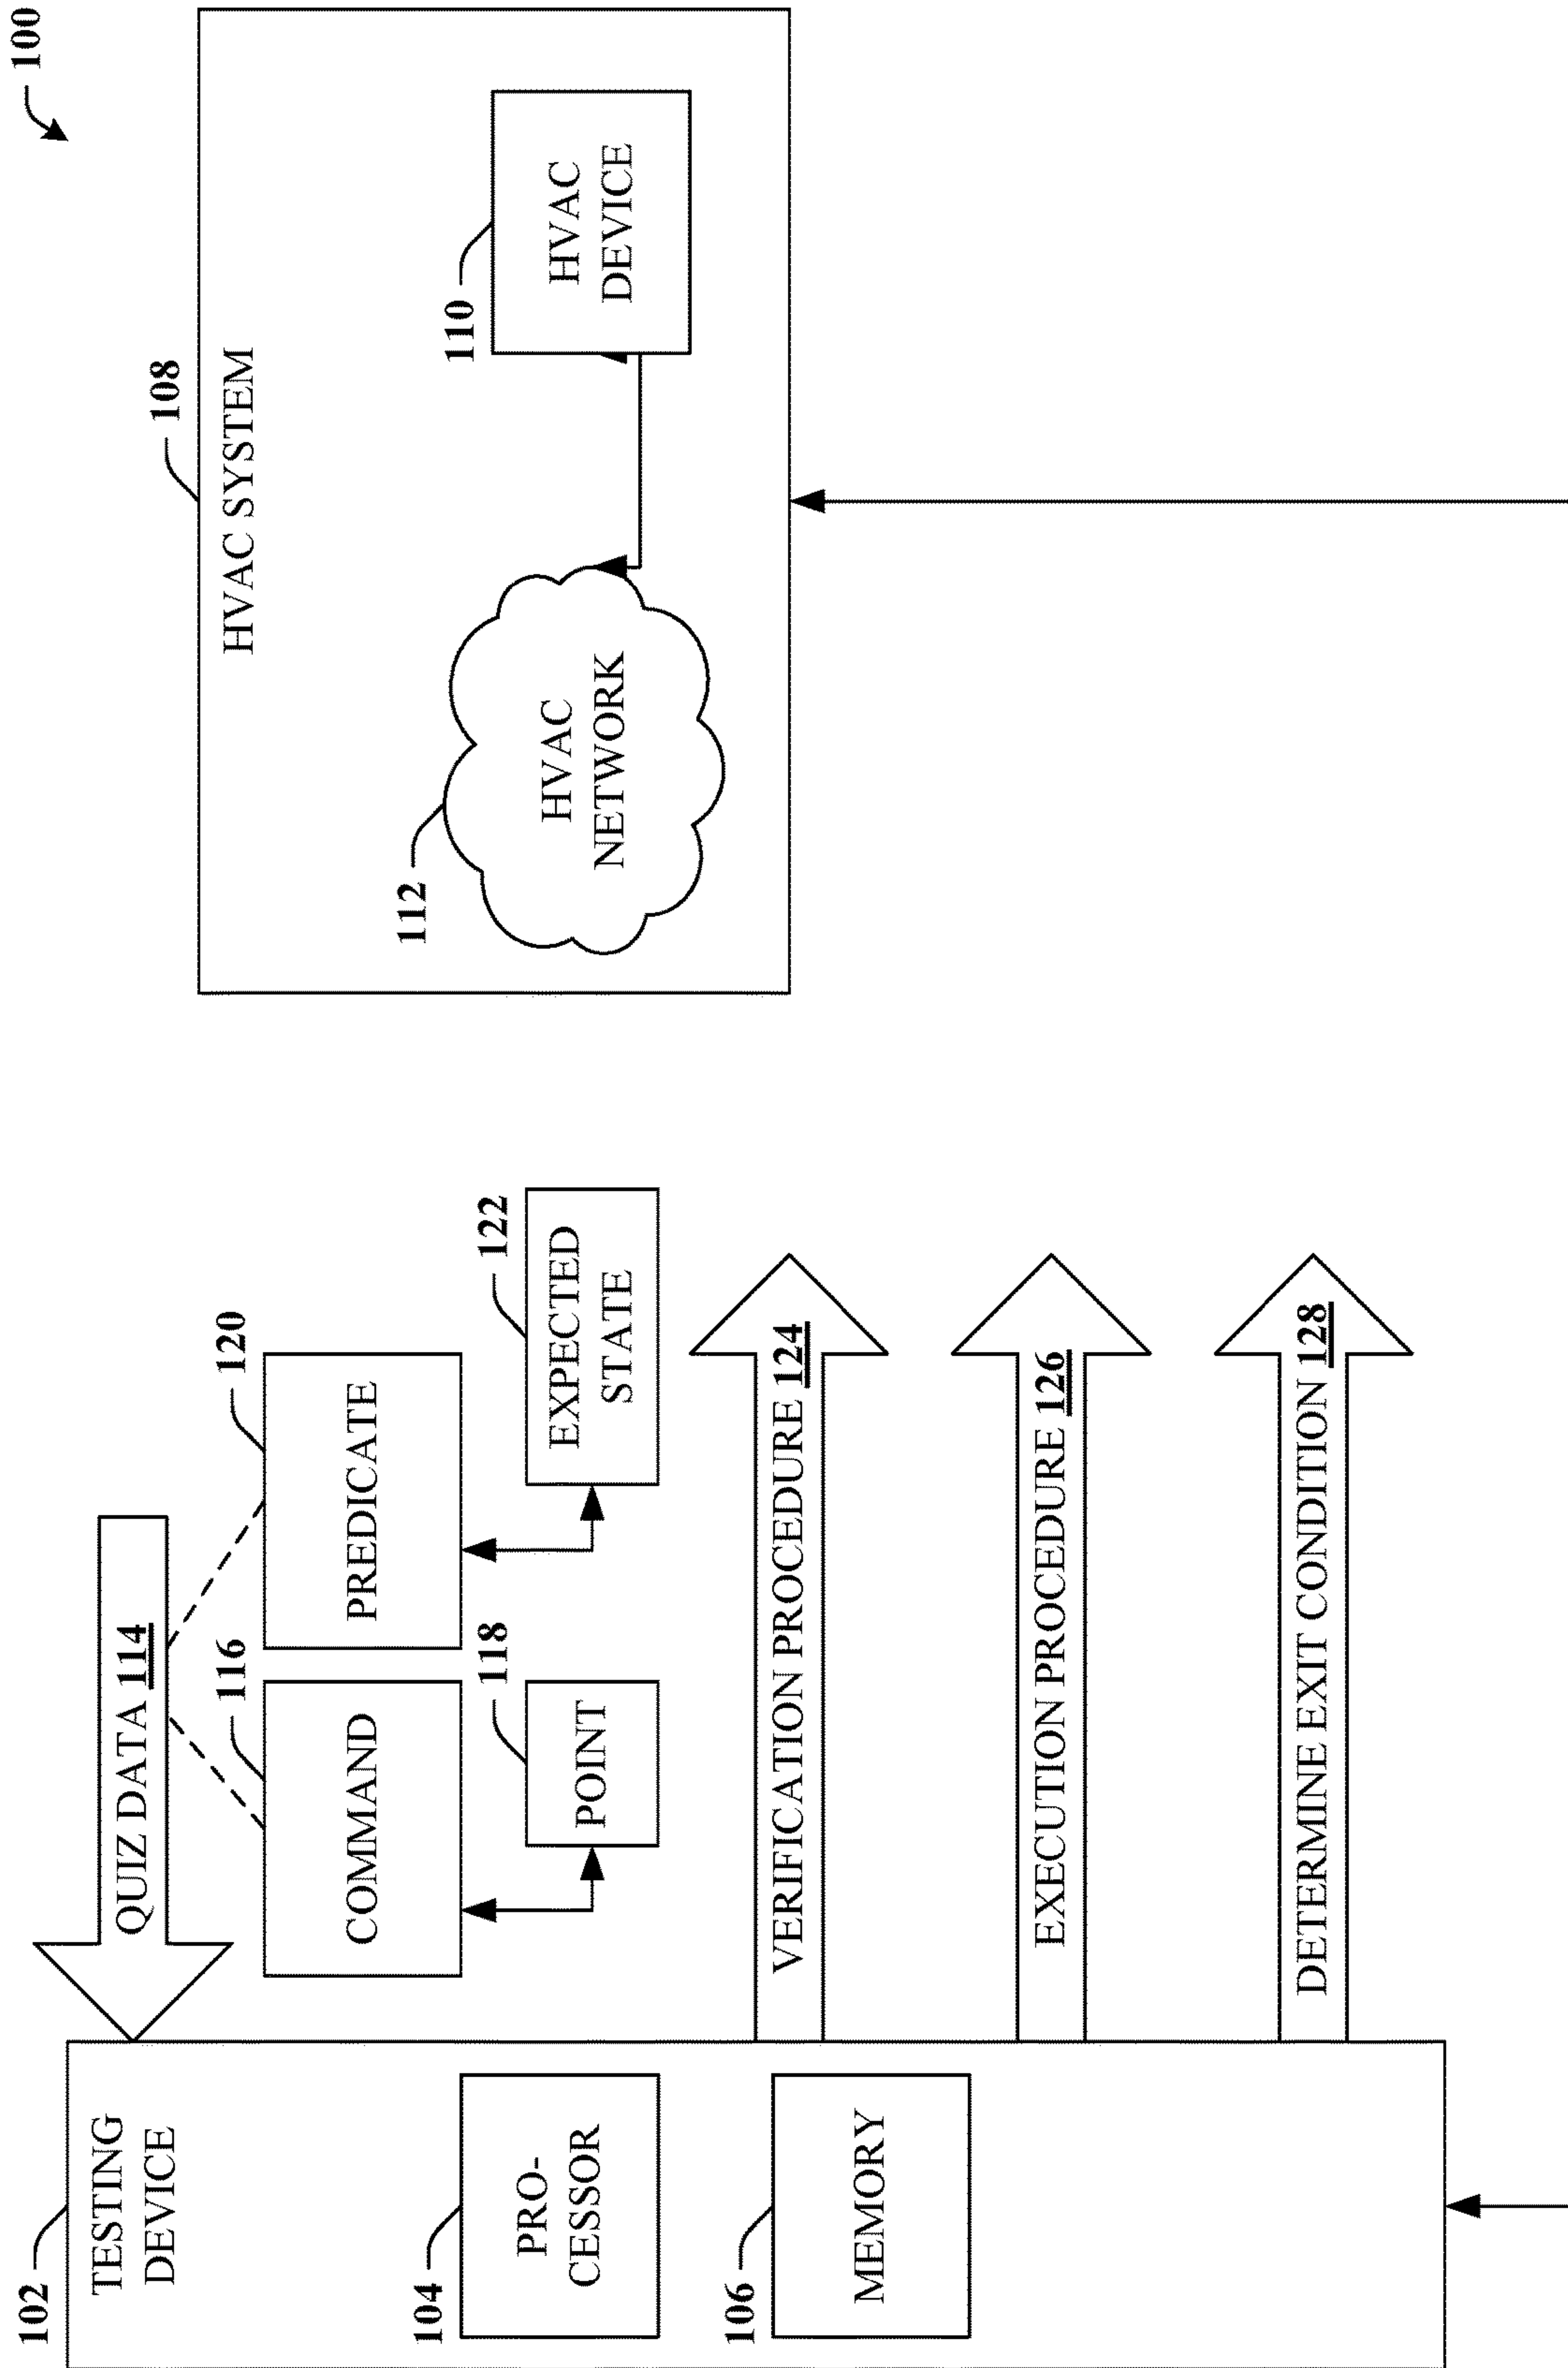 100
102
TESTING
DEVICE
104
PRO-
CESSOR
106
MEMORY
QUIZ DATA 114
116
COMMAND
118
POINT
120
PREDICATE
122
EXPECTED
STATE
VERIFICATION PROCEDURE 124
EXECUTION PROCEDURE 126
DETERMINE EXIT CONDITION 128
108
HVAC SYSTEM
112
HVAC
NETWORK
110
HVAC
DEVICE